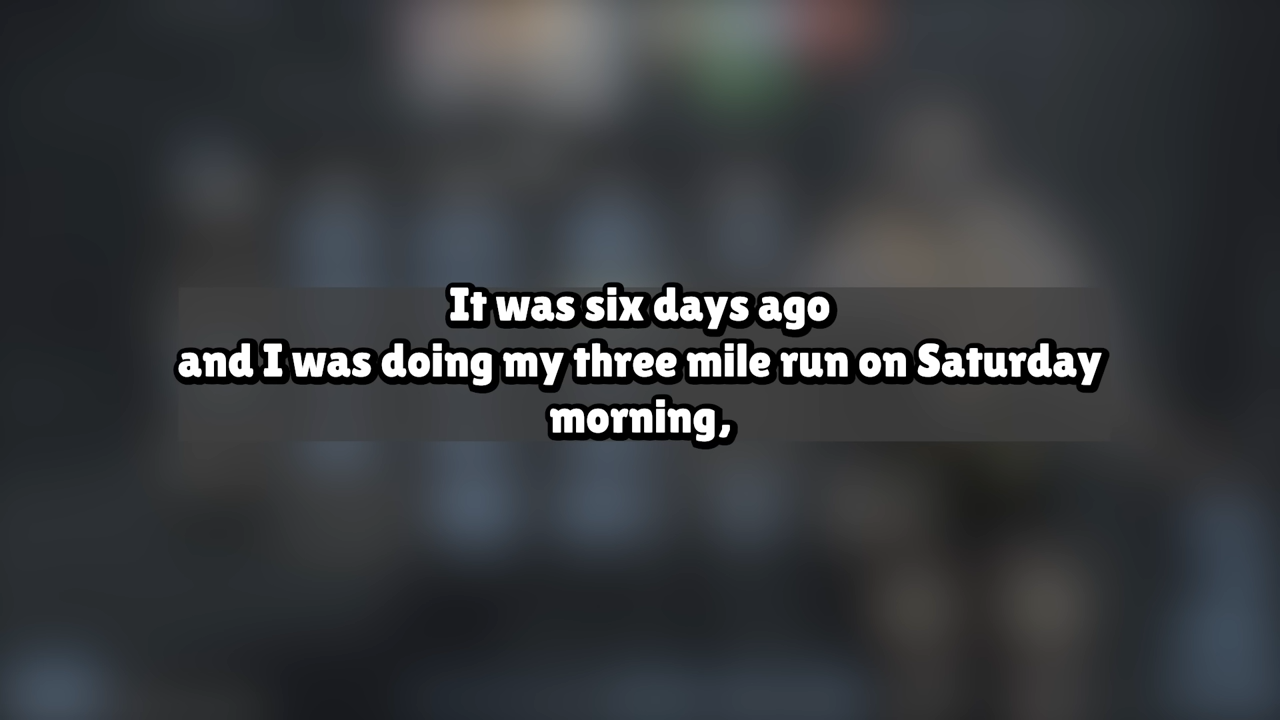 It was six days ago
and I was doing my three mile run on Saturday
morning,